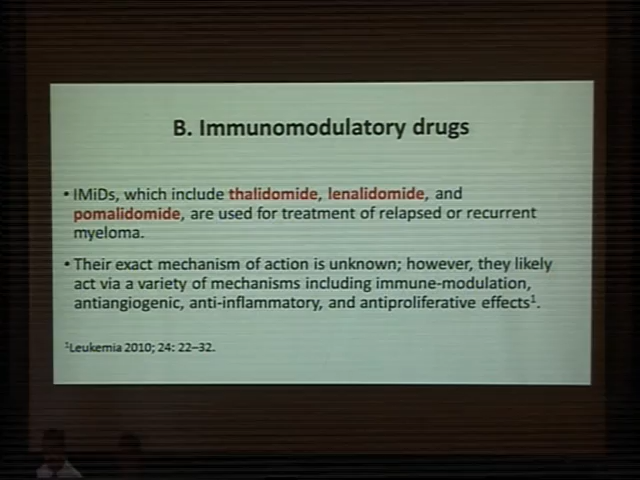 B. Immunomodulatory drugs
• IMiDs, which include thalidomide, lenalidomide, and
pomalidomide, are used for treatment of relapsed or recurrent
myeloma.
• Their exact mechanism of action is unknown; however, they likely
act via a variety of mechanisms including immune-modulation,
antiangiogenic, anti-inflammatory, and antiproliferative effects¹.
¹Leukemia 2010; 24: 22–32.